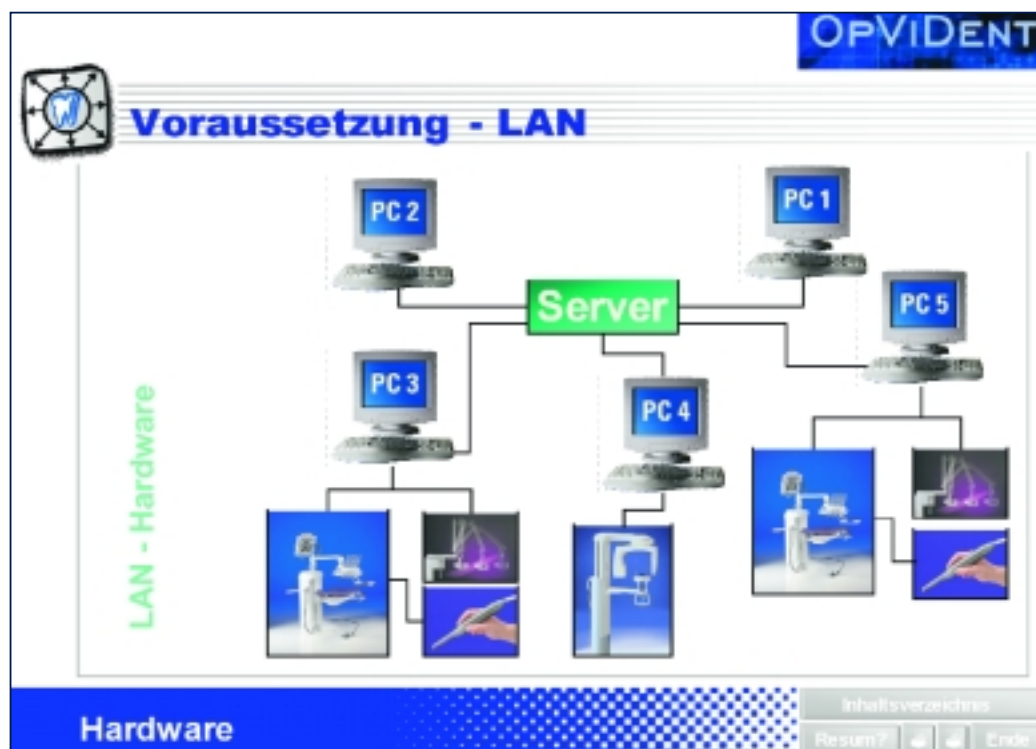 OPVIDENT
Voraussetzung - LAN
PC 2
PC 1
Server
PC 5
PC 3
PC 4
LAN - Hardware
Hardware
Inhaltsverzeichnis
Resum?
Ende